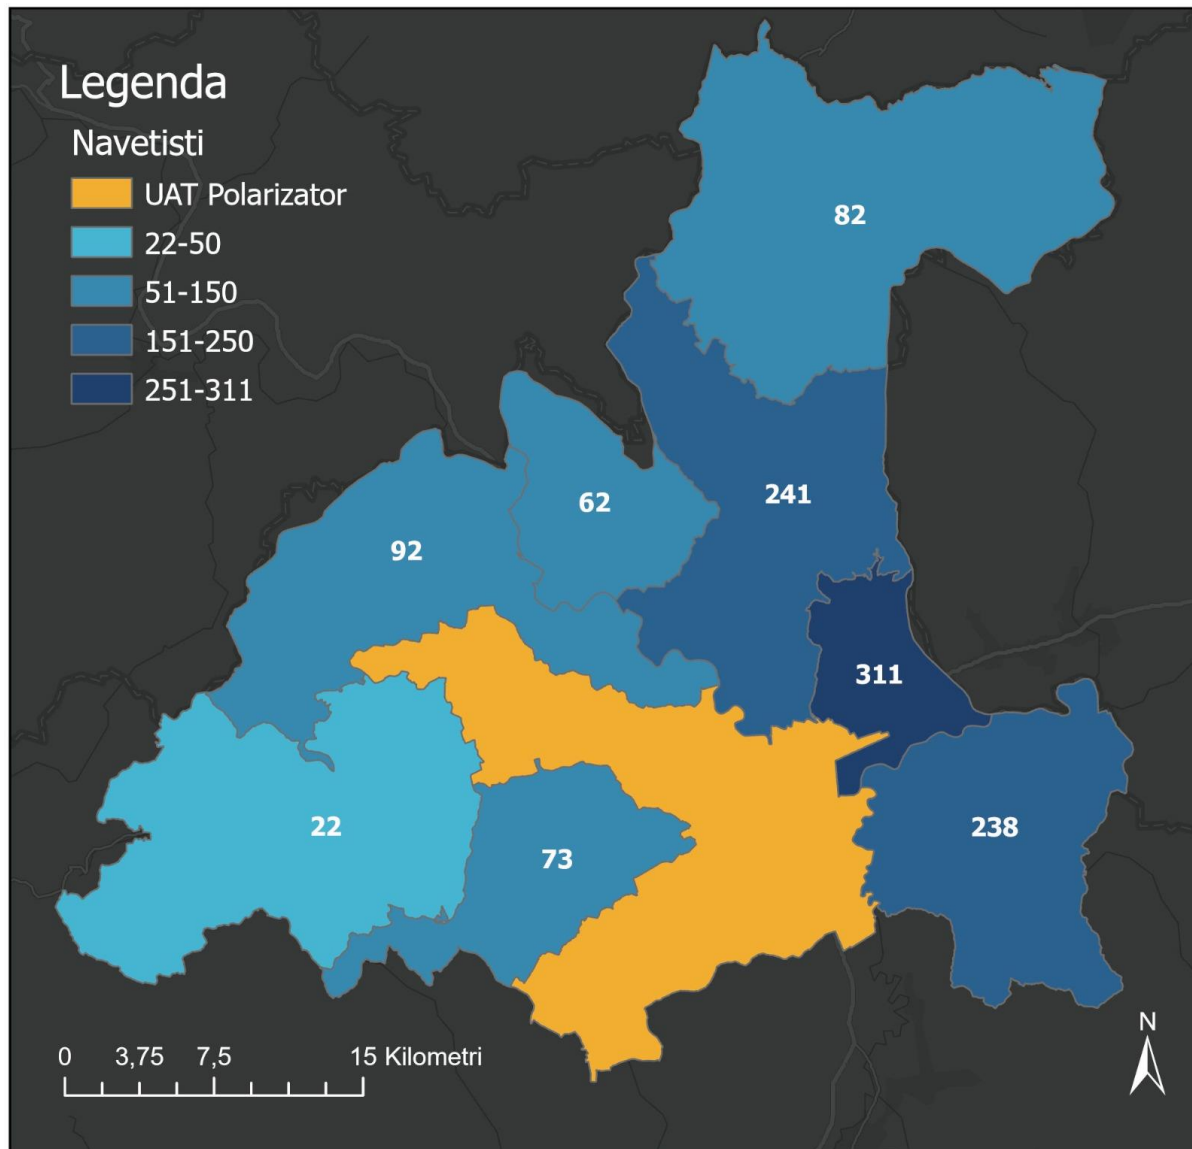 Legenda
Navetisti
UAT Polarizator
22-50
51-150
151-250
251-311
82
241
62
92
311
238
22
73
0 3,75 7,5 15 Kilometri
N